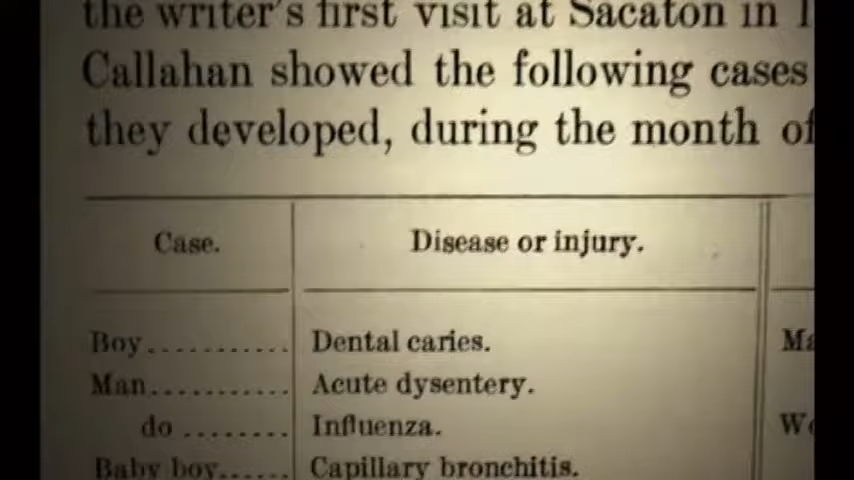 the writer's first visit at Sacaton in
Callahan showed the following cases
they developed, during the month of
Case. Disease or injury.
Boy........... Dental caries.
Man........... Acute dysentery.
do ........ Influenza.
Baby boy...... Capillary bronchitis.